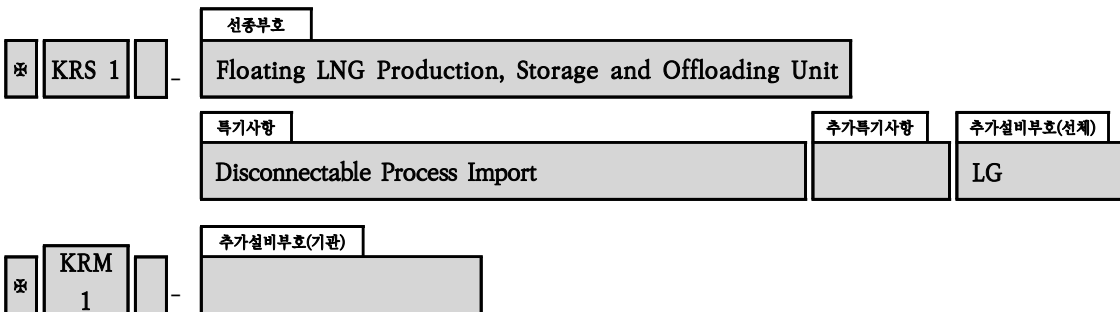 선종부호
✠ KRS 1 - Floating LNG Production, Storage and Offloading Unit
특기사항 추가특기사항 추가설비부호(선체)
Disconnectable Process Import LG
추가설비부호(기관)
✠ KRM 1 -